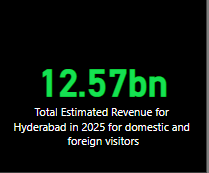 12.57bn
Total Estimated Revenue for
Hyderabad in 2025 for domestic and
foreign visitors